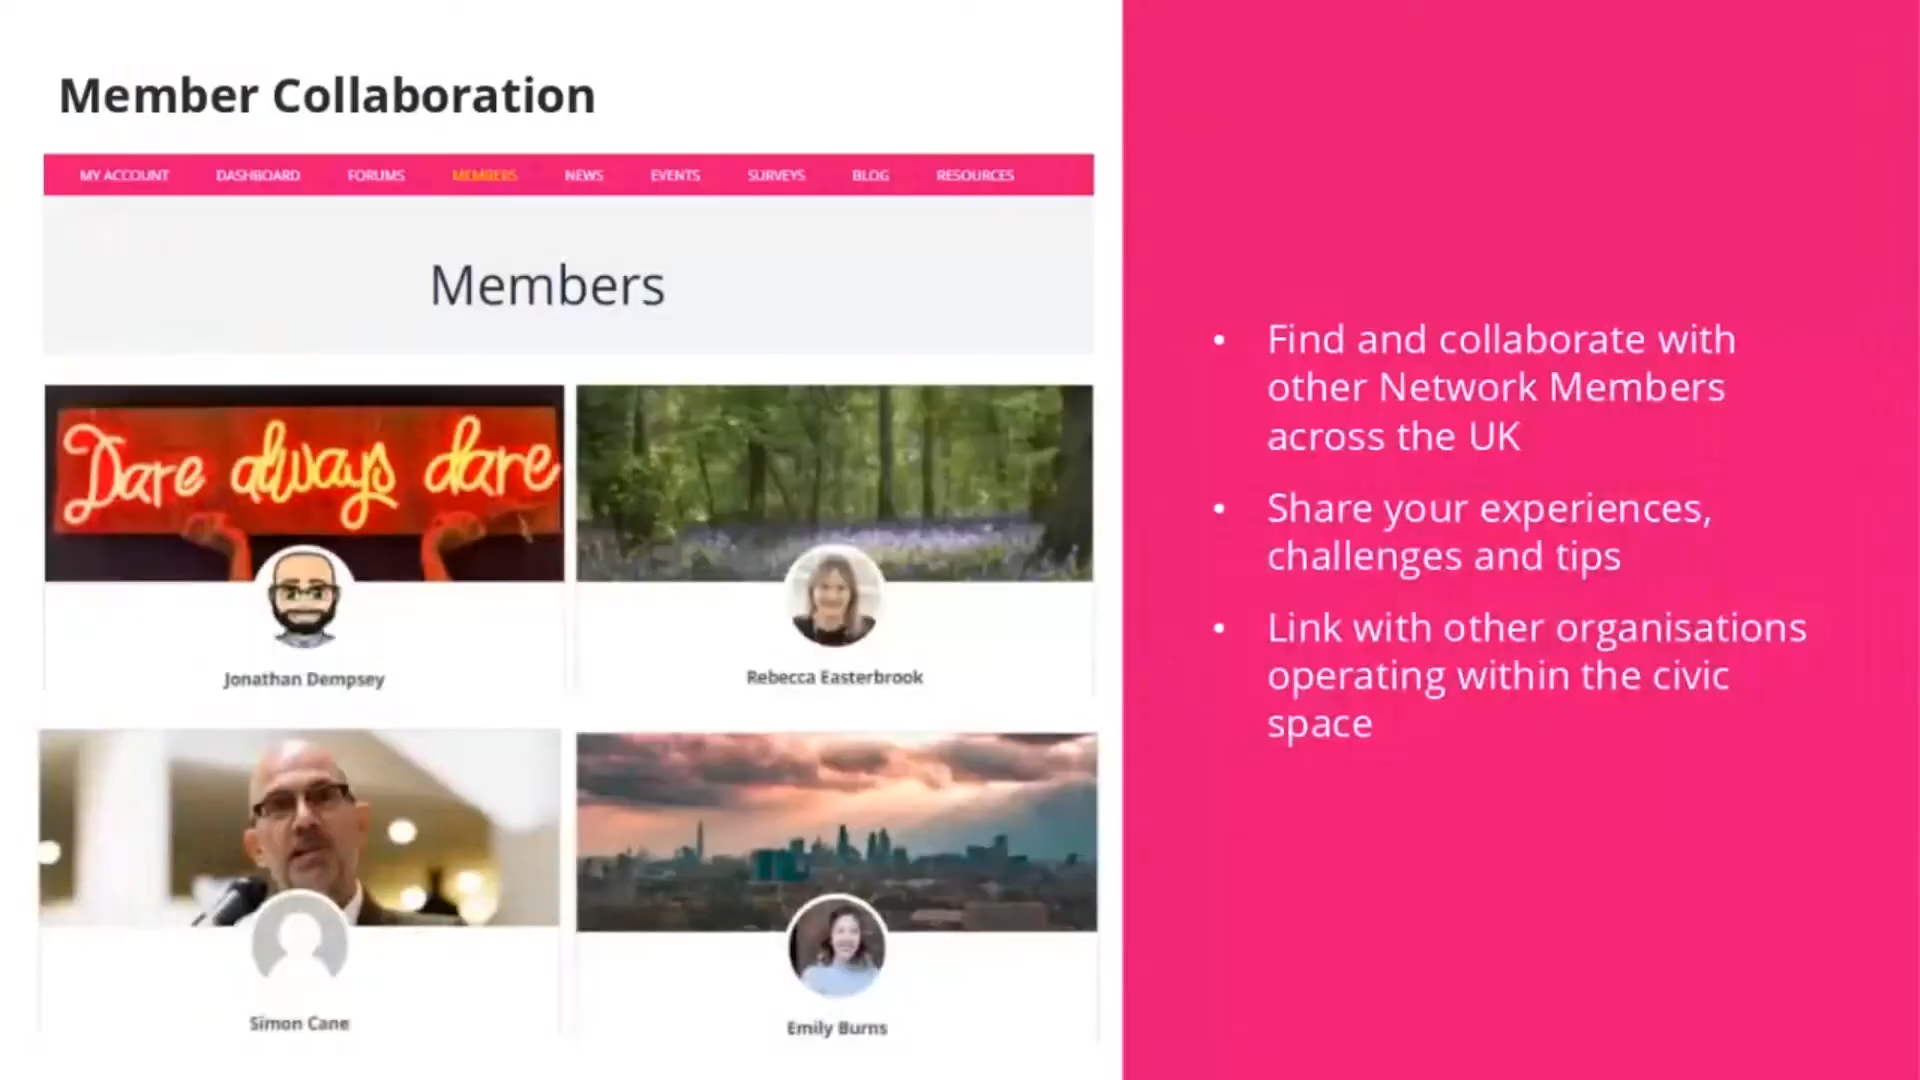 Member Collaboration
MY ACCOUNT DASHBOARD FORUMS MEMBERS NEWS EVENTS SURVEYS BLOG RESOURCES
Members
Dare always dare
Jonathan Dempsey
Rebecca Easterbrook
Simon Cane
Emily Burns
• Find and collaborate with
other Network Members
across the UK
• Share your experiences,
challenges and tips
• Link with other organisations
operating within the civic
space